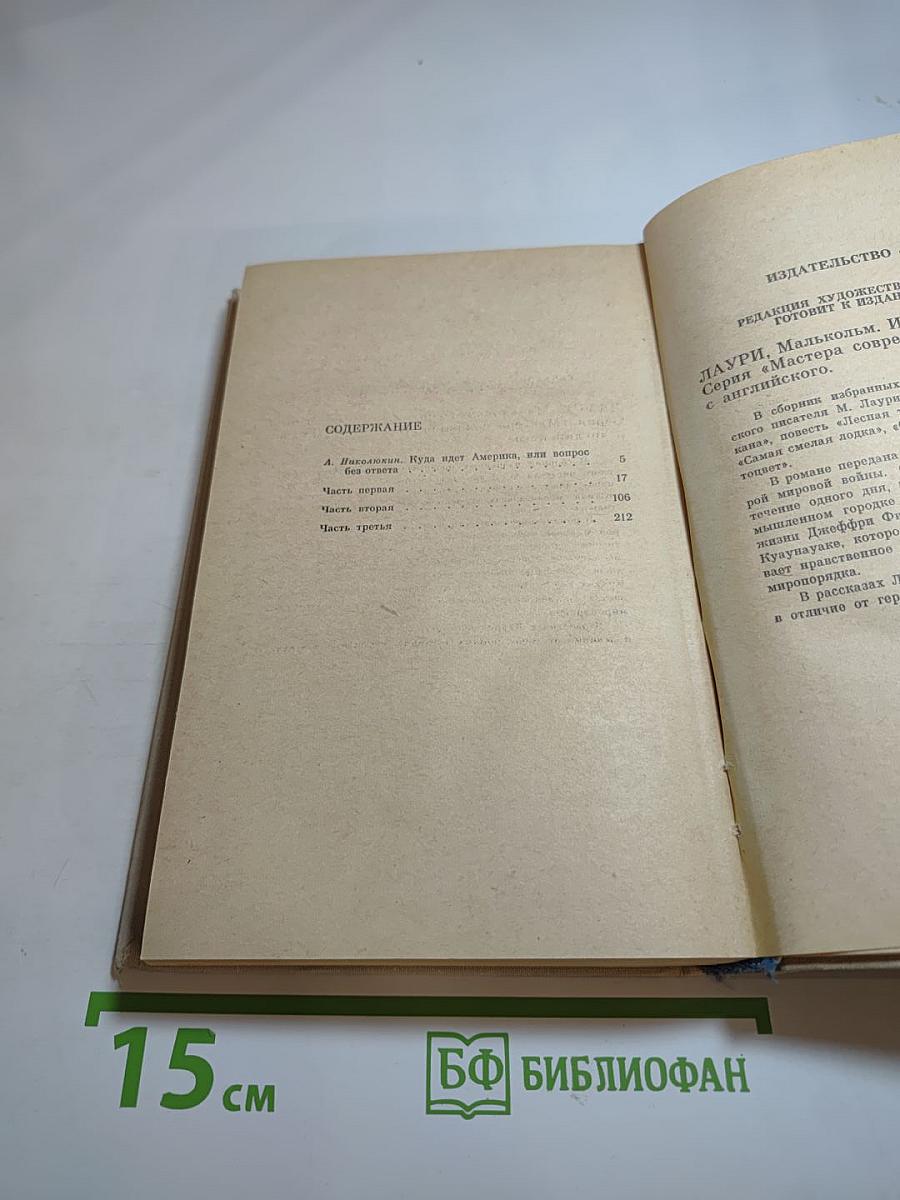 СОДЕРЖАНИЕ
А. Николюкин. Куда идет Америка, или вопрос
без ответа . . . . . . . . . . . . . . 5
Часть первая . . . . . . . . . . . . . . 17
Часть вторая . . . . . . . . . . . . . . 106
Часть третья . . . . . . . . . . . . . . 212
ИЗДАТЕЛЬСТВО
РЕДАКЦИЯ ХУДОЖЕСТВ
ГОТОВИТ К ИЗДАН
ЛАУРИ, Малькольм. И
Серия «Мастера совре
с английского.
В сборник избранных
ского писателя М. Лаури
кана», повесть «Лесная т
«Самая смелая лодка», «
тоцвет».
В романе передана
рой мировой войны.
течение одного дня,
мышленном городке
жизни Джеффри Фи
Куаунауаке, которо
вает нравственное
миропорядка.
В рассказах Л
в отличие от гер
15 см
БФ БИБЛИОФАН